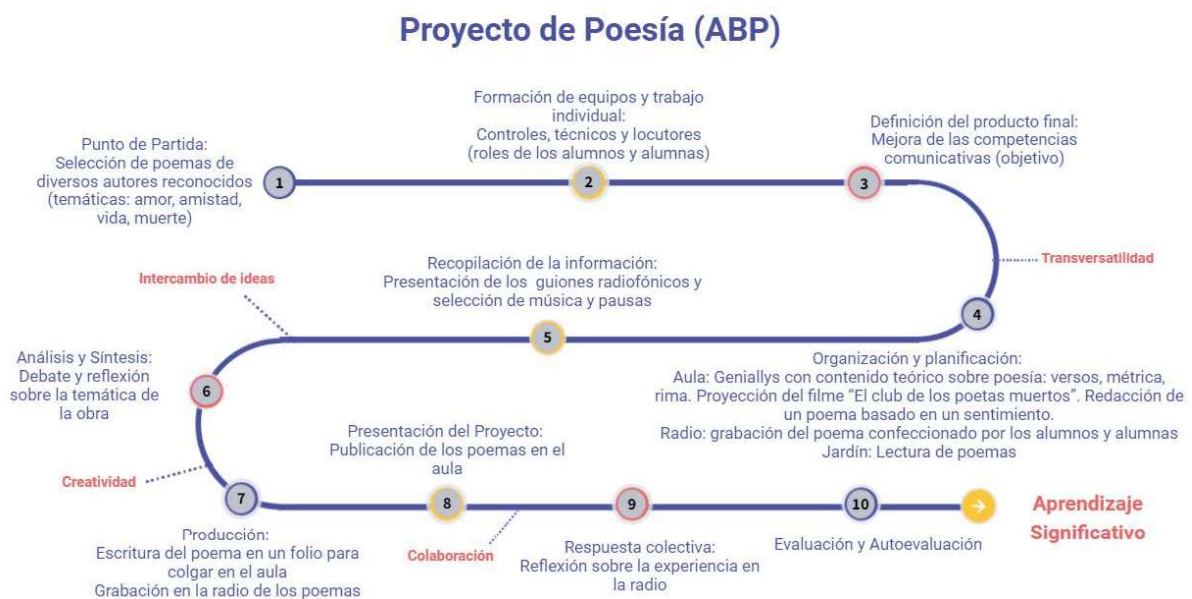 Proyecto de Poesía (ABP)
Punto de Partida:
Selección de poemas de
diversos autores reconocidos
(temáticas: amor, amistad,
vida, muerte)
1
Formación de equipos y trabajo
individual:
Controles, técnicos y locutores
(roles de los alumnos y alumnas)
2
Definición del producto final:
Mejora de las competencias
comunicativas (objetivo)
3
Transversatilidad
4
Organización y planificación:
Aula: Geniallys con contenido teórico sobre poesía: versos, métrica,
rima. Proyección del filme “El club de los poetas muertos”. Redacción de
un poema basado en un sentimiento.
Radio: grabación del poema confeccionado por los alumnos y alumnas
Jardín: Lectura de poemas
Recopilación de la información:
Presentación de los guiones radiofónicos y
selección de música y pausas
5
Intercambio de ideas
Análisis y Síntesis:
Debate y reflexión
sobre la temática de
la obra
6
Creatividad
7
Producción:
Escritura del poema en un folio para
colgar en el aula
Grabación en la radio de los poemas
Presentación del Proyecto:
Publicación de los poemas en el
aula
8
Colaboración
9
Respuesta colectiva:
Reflexión sobre la experiencia en
la radio
10
Evaluación y Autoevaluación
Aprendizaje
Significativo